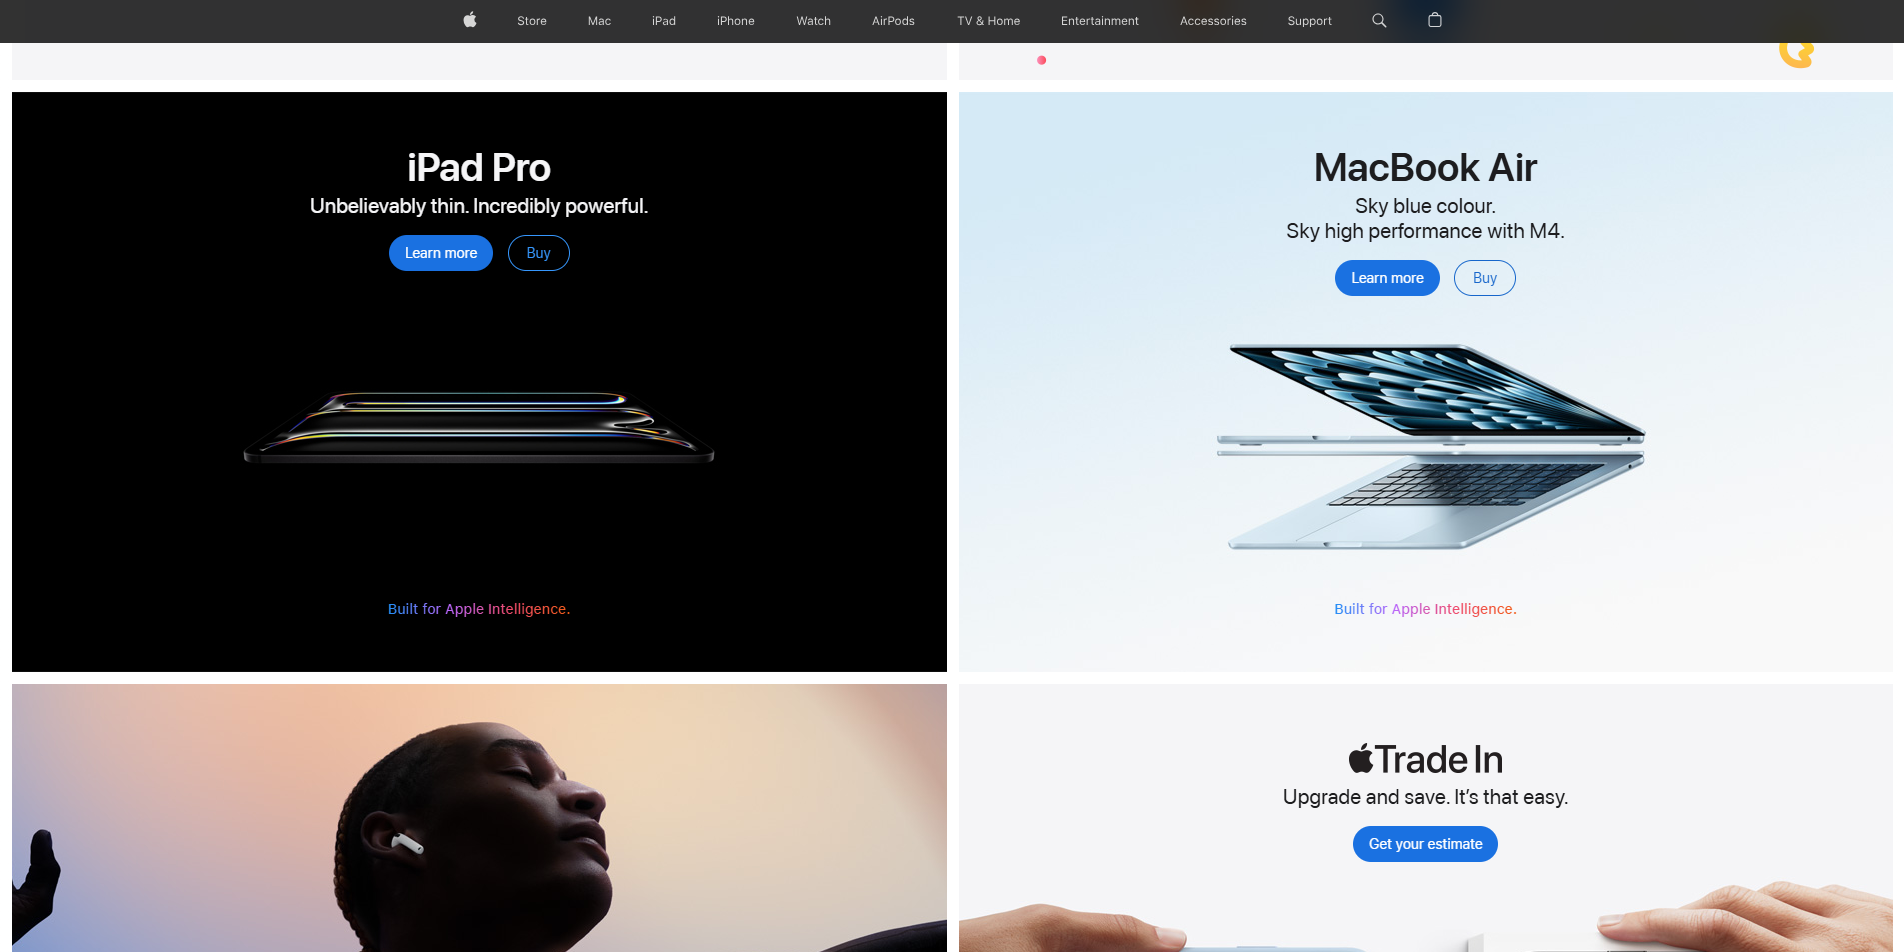 Store
Mac
iPad
iPhone
Watch
AirPods
TV & Home
Entertainment
Accessories
Support
iPad Pro
Unbelievably thin. Incredibly powerful.
Learn more
Buy
Built for Apple Intelligence.
MacBook Air
Sky blue colour.
Sky high performance with M4.
Learn more
Buy
Built for Apple Intelligence.
Trade In
Upgrade and save. It’s that easy.
Get your estimate